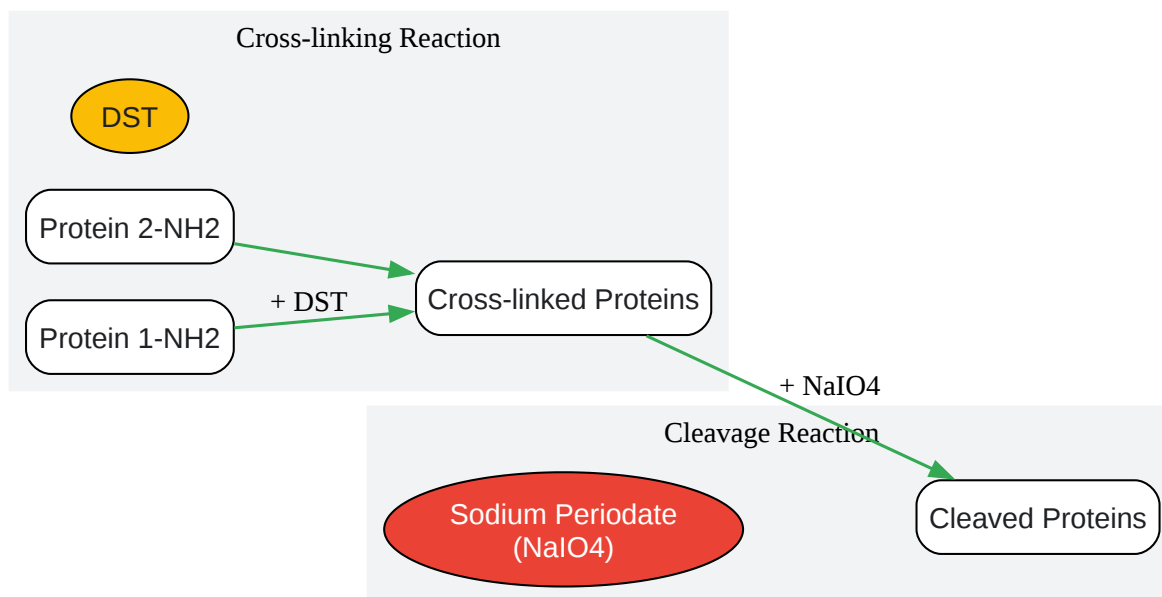 Cross-linking Reaction
DST
Protein 2-NH2
Protein 1-NH2
+ DST
Cross-linked Proteins
+ NaIO4
Cleavage Reaction
Sodium Periodate
(NaIO4)
Cleaved Proteins